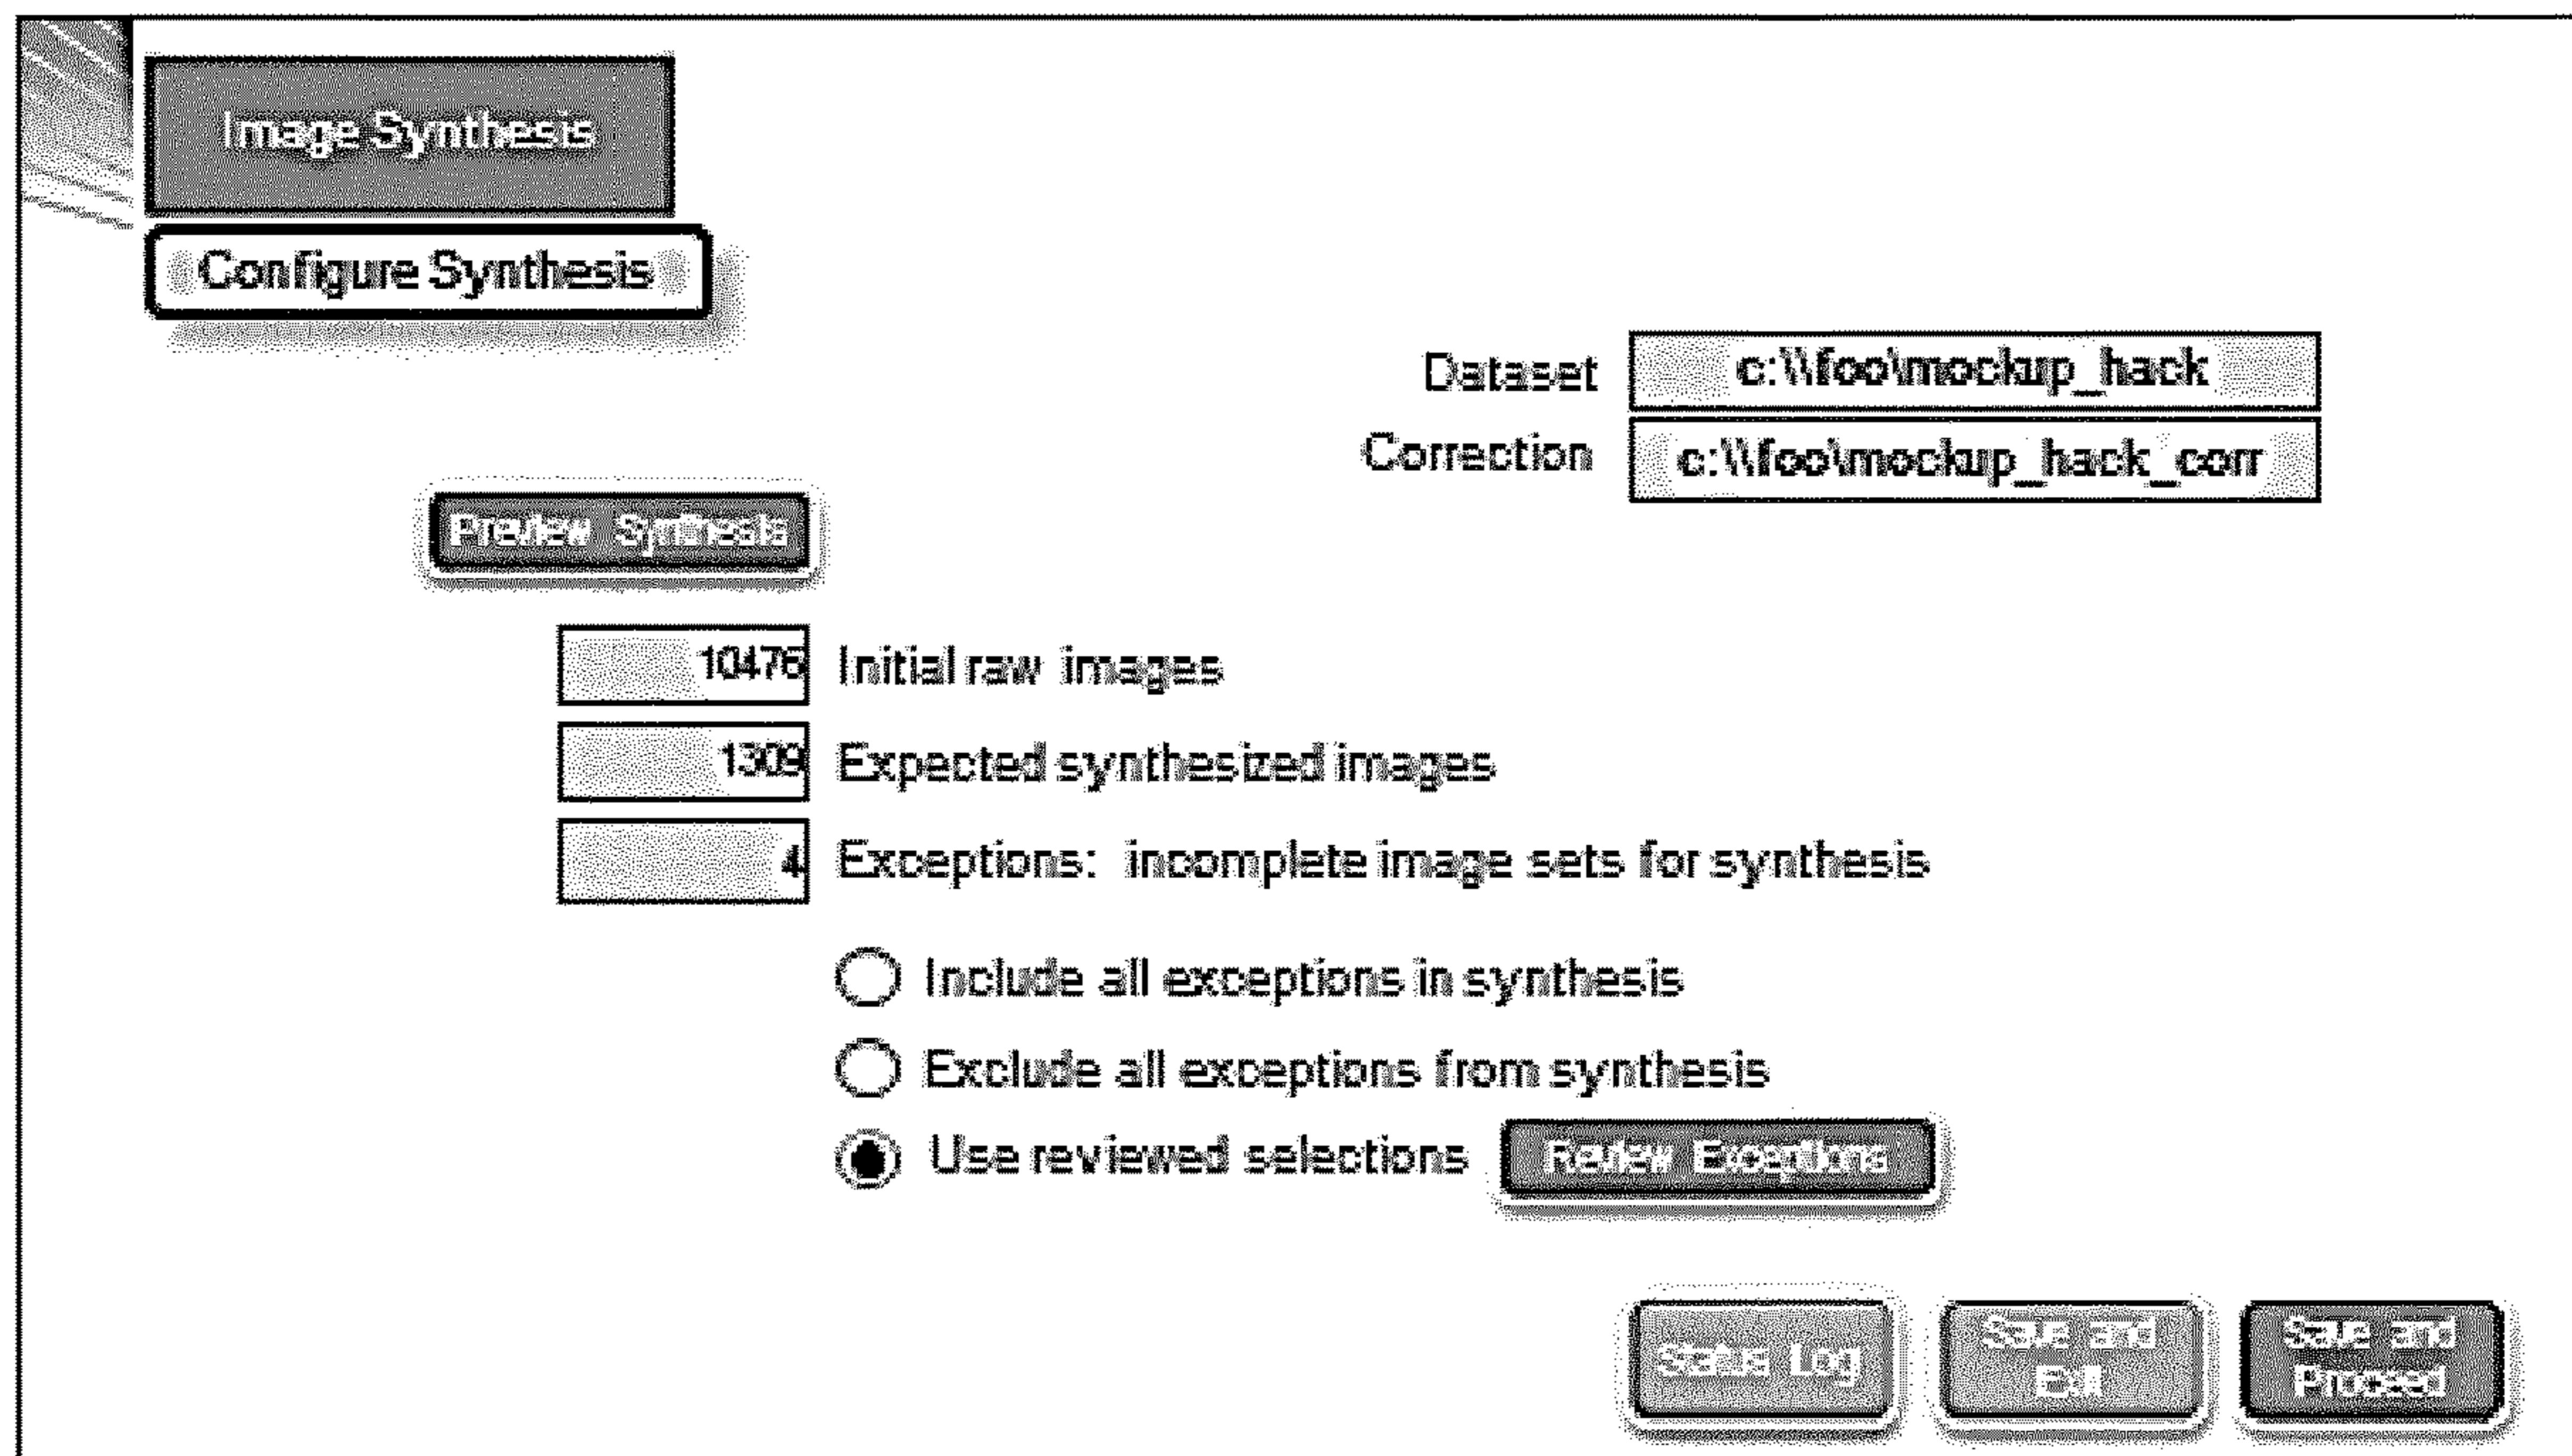 Image Synthesis
Configure Synthesis
Dataset c:\\foo\mockup_hack
Correction c:\\foo\mockup_hack_corr
Preview Synthesis
10476 Initial raw images
1309 Expected synthesized images
4 Exceptions: incomplete image sets for synthesis
Include all exceptions in synthesis
Exclude all exceptions from synthesis
Use reviewed selections Review Exceptions
Status Log
Save and
Exit
Save and
Proceed